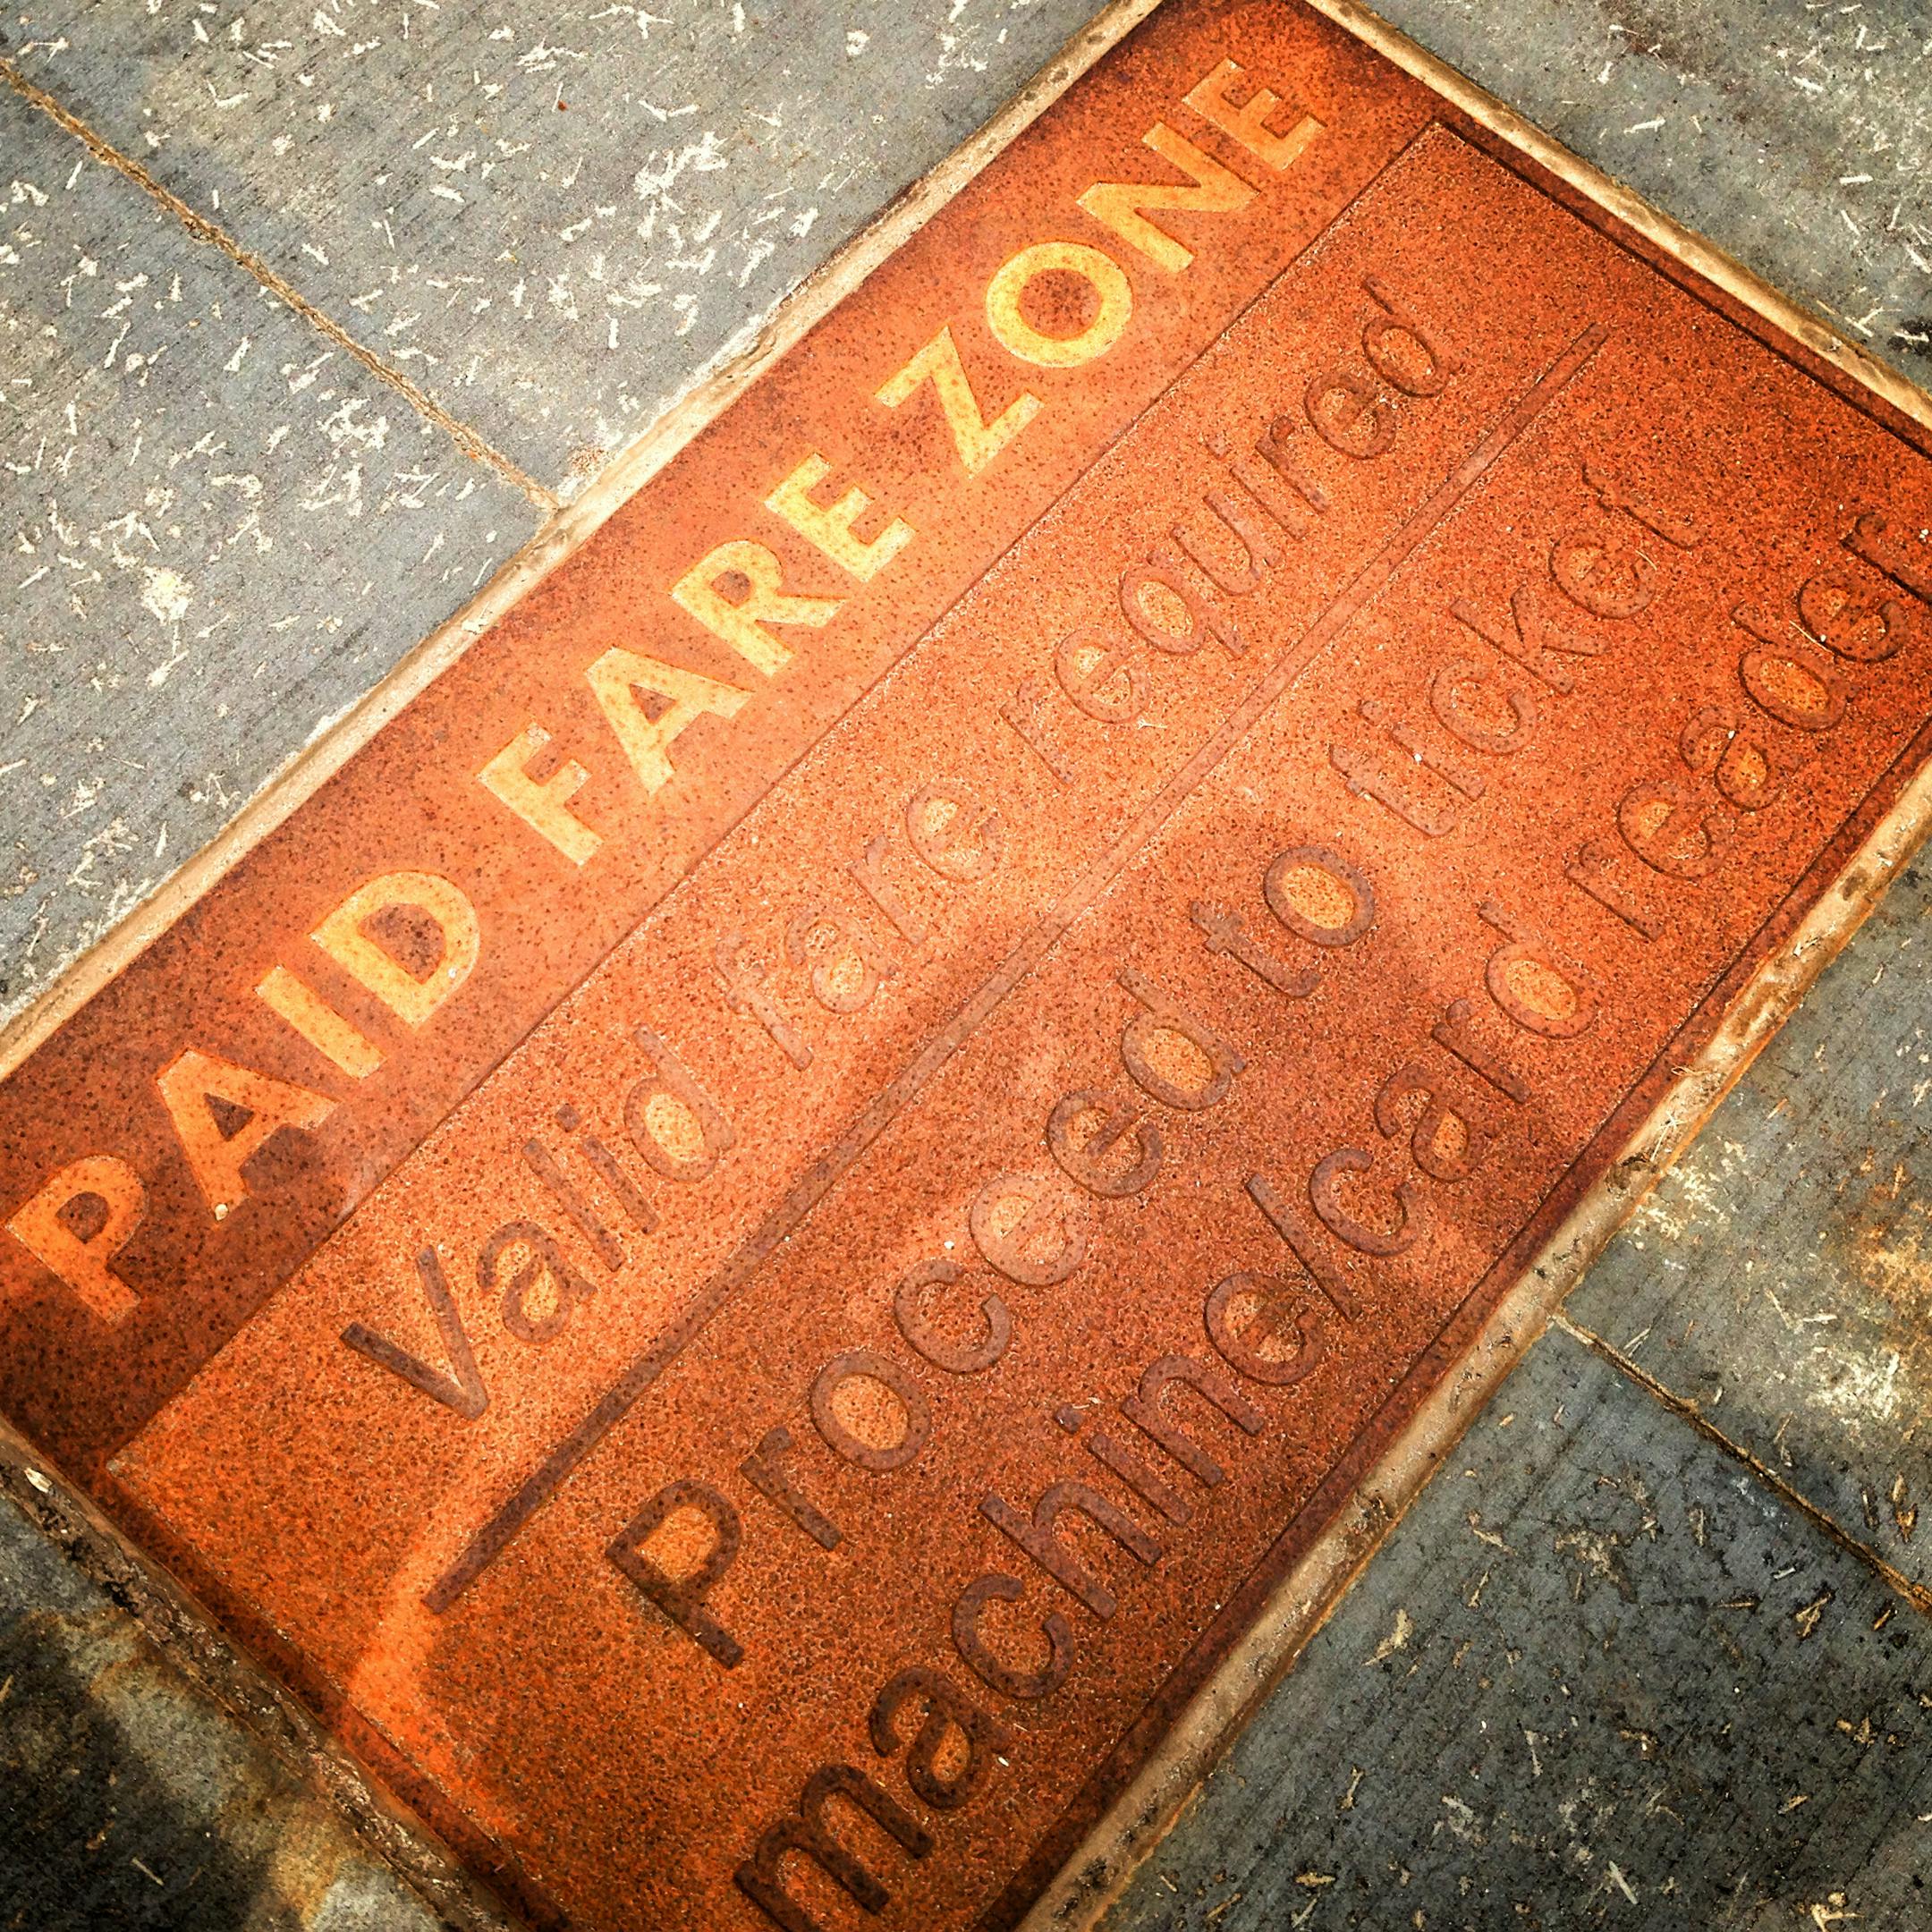 PAID FARE ZONE
Valid fare required
Proceed to ticket
machine/card reader